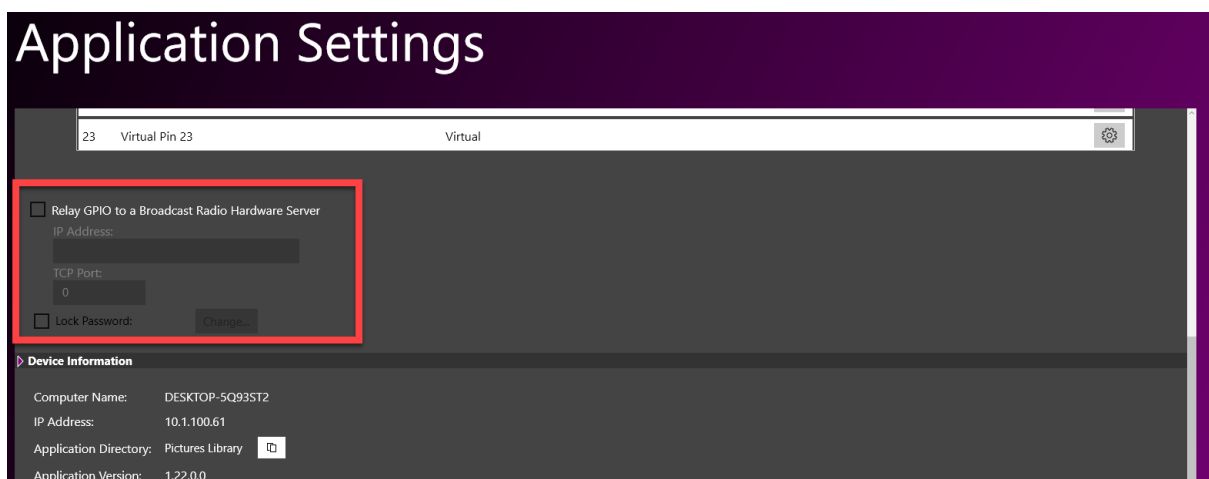 Application Settings
23 Virtual Pin 23 Virtual
Relay GPIO to a Broadcast Radio Hardware Server
IP Address:
TCP Port:
0
Lock Password: Change...
Device Information
Computer Name: DESKTOP-5Q93ST2
IP Address: 10.1.100.61
Application Directory: Pictures Library
Application Version: 1.22.0.0